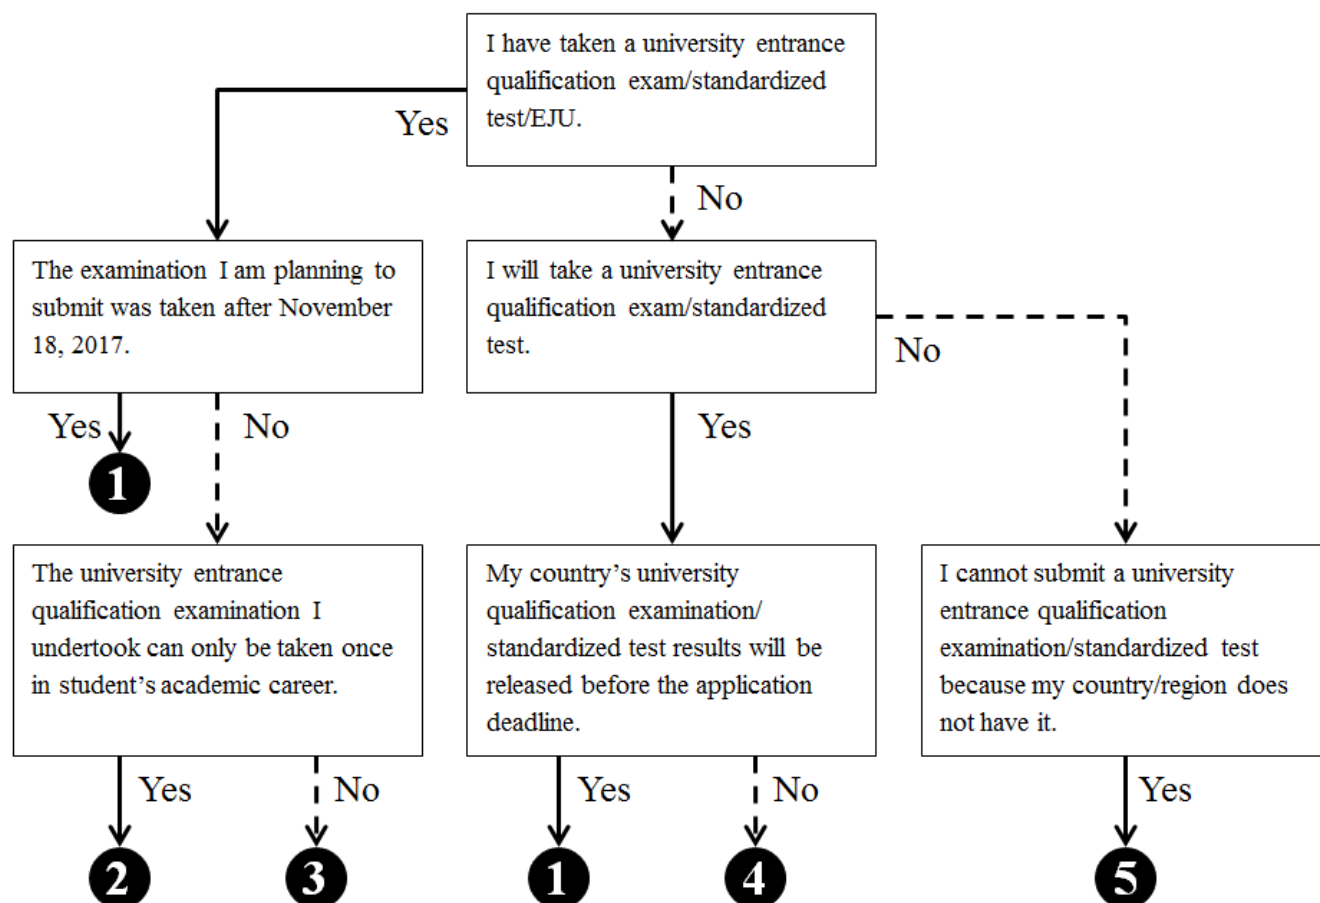 I have taken a university entrance
qualification exam/standardized
test/EJU.
Yes
No
The examination I am planning to
submit was taken after November
18, 2017.
I will take a university entrance
qualification exam/standardized
test.
No
Yes
No
Yes
1
The university entrance
qualification examination I
undertook can only be taken once
in student’s academic career.
My country’s university
qualification examination/
standardized test results will be
released before the application
deadline.
I cannot submit a university
entrance qualification
examination/standardized test
because my country/region does
not have it.
Yes
No
Yes
No
Yes
2
3
1
4
5